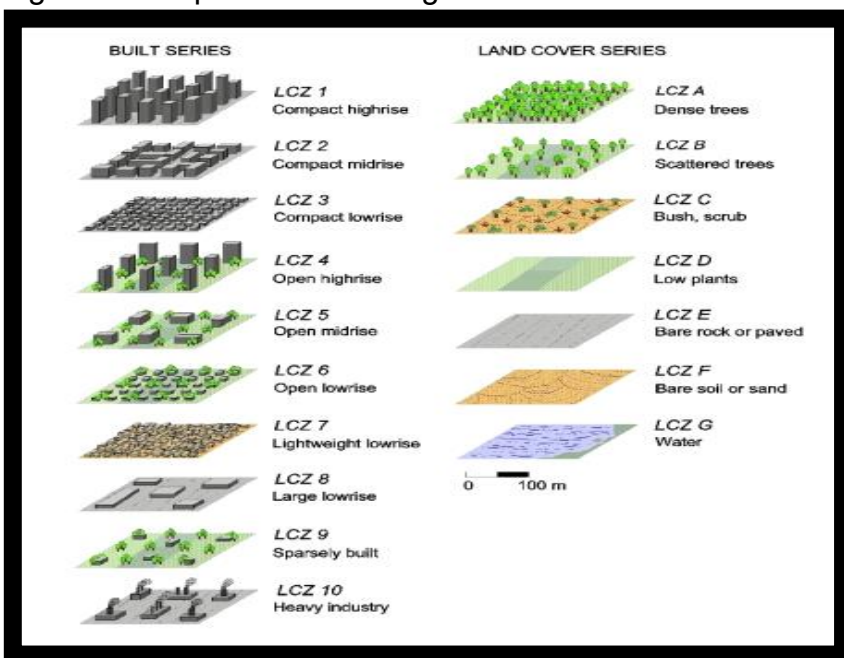 BUILT SERIES
LCZ 1
Compact highrise
LCZ 2
Compact midrise
LCZ 3
Compact lowrise
LCZ 4
Open highrise
LCZ 5
Open midrise
LCZ 6
Open lowrise
LCZ 7
Lightweight lowrise
LCZ 8
Large lowrise
LCZ 9
Sparsely built
LCZ 10
Heavy industry
LAND COVER SERIES
LCZ A
Dense trees
LCZ B
Scattered trees
LCZ C
Bush, scrub
LCZ D
Low plants
LCZ E
Bare rock or paved
LCZ F
Bare soil or sand
LCZ G
Water
0 100 m